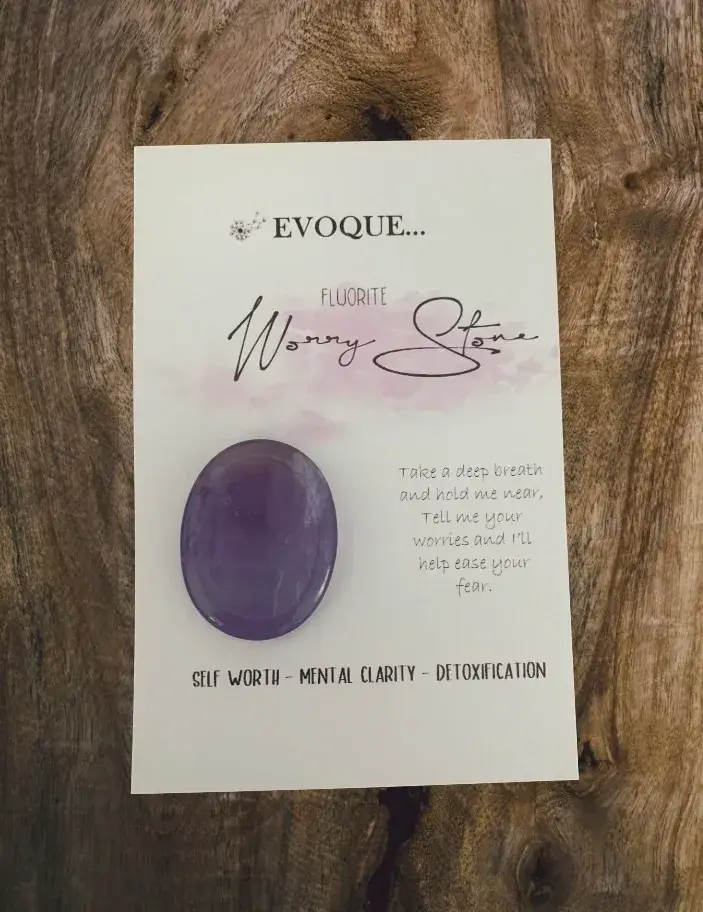 EVOQUE...
FLUORITE
Worry Stone
Take a deep breath
and hold me near,
Tell me your
worries and I'll
help ease your
fear.
SELF WORTH - MENTAL CLARITY - DETOXIFICATION